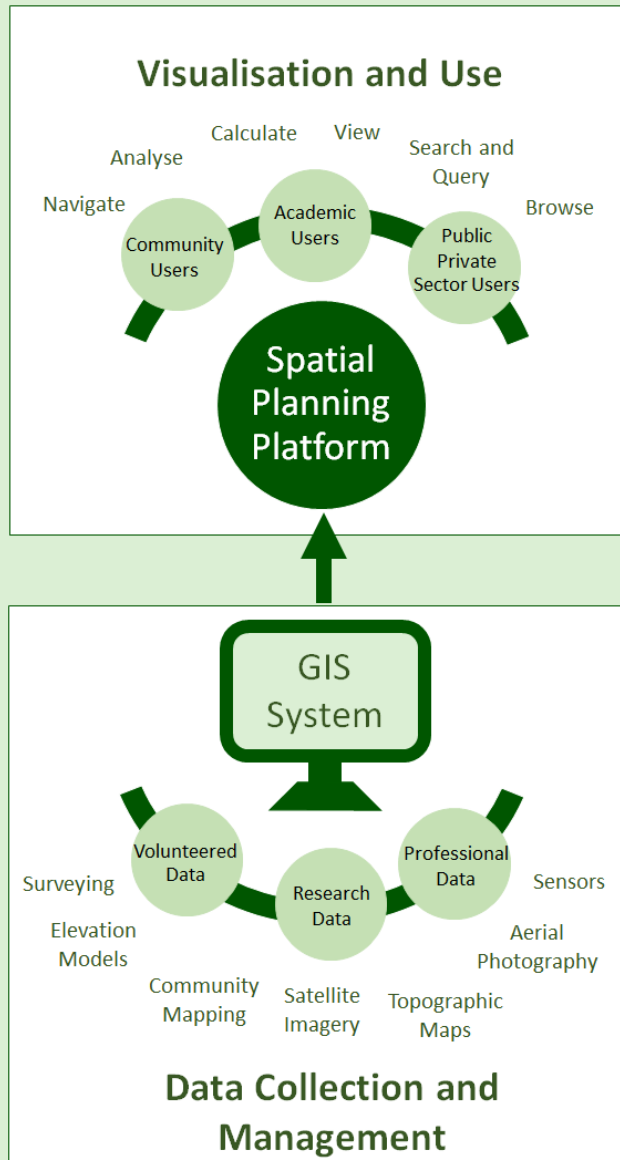 Visualisation and Use
Calculate
View
Analyse
Search and
Query
Navigate
Browse
Community
Users
Academic
Users
Public
Private
Sector Users
Spatial
Planning
Platform
GIS
System
Volunteered
Data
Research
Data
Professional
Data
Surveying
Elevation
Models
Community
Mapping
Satellite
Imagery
Topographic
Maps
Aerial
Photography
Sensors
Data Collection and
Management